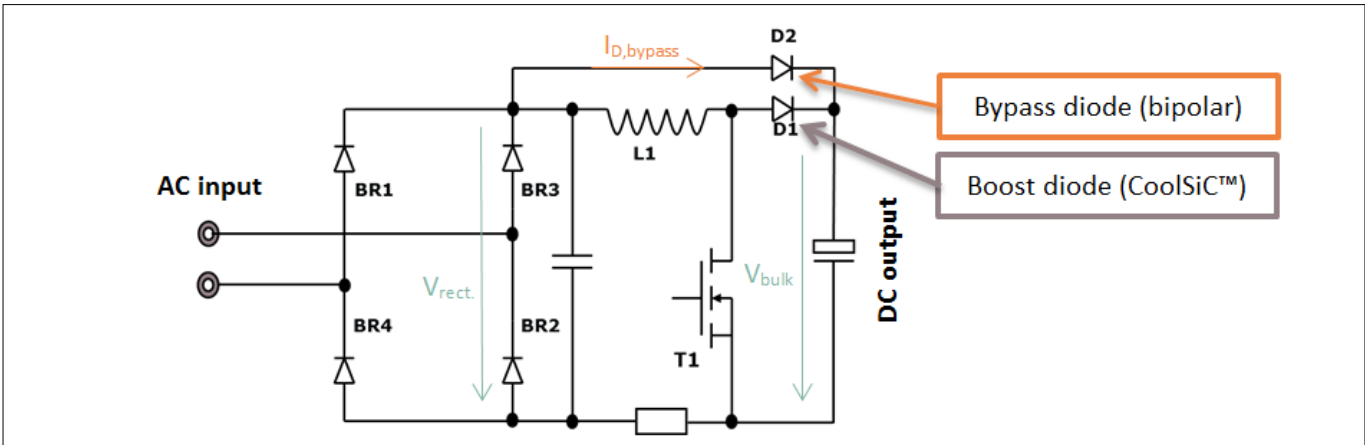 D2
I_D,bypass
Bypass diode (bipolar)
D1
L1
Boost diode (CoolSiC™)
AC input
BR1
BR3
V_rect.
V_bulk
DC output
BR4
BR2
T1